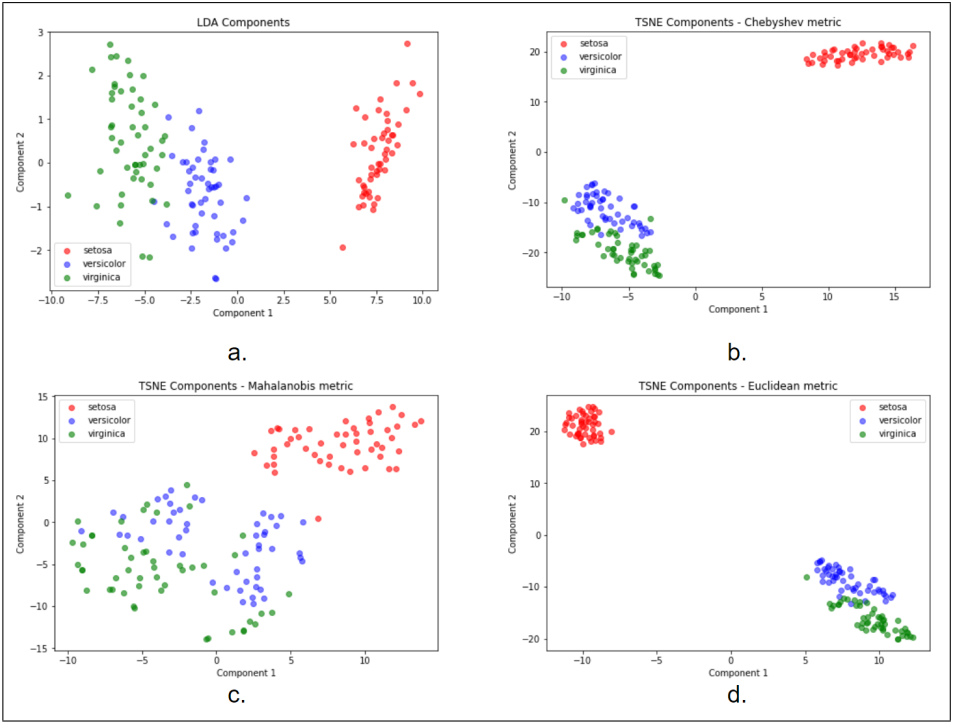 LDA Components
3
2
1
0
−1
−2
Component 2
setosa
versicolor
virginica
−10.0 −7.5 −5.0 −2.5 0.0 2.5 5.0 7.5 10.0
Component 1
a.
TSNE Components - Chebyshev metric
20
10
0
−10
−20
Component 2
setosa
versicolor
virginica
−10 −5 0 5 10 15
Component 1
b.
TSNE Components - Mahalanobis metric
15
10
5
0
−5
−10
−15
Component 2
setosa
versicolor
virginica
−10 −5 0 5 10
Component 1
c.
TSNE Components - Euclidean metric
20
10
0
−10
−20
Component 2
setosa
versicolor
virginica
−10 −5 0 5 10
Component 1
d.